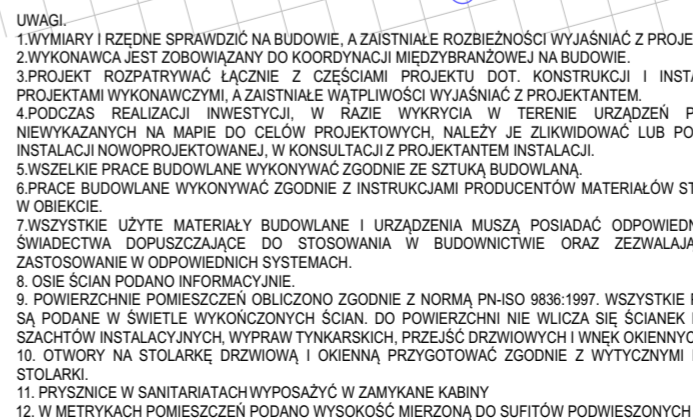 UWAGI.
1.WYMIARY I RZĘDNE SPRAWDZIĆ NA BUDOWIE, A ZAISTNIAŁE ROZBIEŻNOŚCI WYJAŚNIAĆ Z PROJE
2.WYKONAWCA JEST ZOBOWIĄZANY DO KOORDYNACJI MIĘDZYBRANŻOWEJ NA BUDOWIE.
3.PROJEKT ROZPATRYWAĆ ŁĄCZNIE Z CZĘŚCIAMI PROJEKTU DOT. KONSTRUKCJI I INSTA
PROJEKTAMI WYKONAWCZYMI, A ZAISTNIAŁE WĄTPLIWOŚCI WYJAŚNIAĆ Z PROJEKTANTEM.
4.PODCZAS REALIZACJI INWESTYCJI, W RAZIE WYKRYCIA W TERENIE URZĄDZEŃ P
NIEWYKAZANYCH NA MAPIE DO CELÓW PROJEKTOWYCH, NALEŻY JE ZLIKWIDOWAĆ LUB PO
INSTALACJI NOWOPROJEKTOWANEJ, W KONSULTACJI Z PROJEKTANTEM INSTALACJI.
5.WSZELKIE PRACE BUDOWLANE WYKONYWAĆ ZGODNIE ZE SZTUKĄ BUDOWLANĄ.
6.PRACE BUDOWLANE WYKONYWAĆ ZGODNIE Z INSTRUKCJAMI PRODUCENTÓW MATERIAŁÓW ST
W OBIEKCIE.
7.WSZYSTKIE UŻYTE MATERIAŁY BUDOWLANE I URZĄDZENIA MUSZĄ POSIADAĆ ODPOWIEDN
ŚWIADECTWA DOPUSZCZAJĄCE DO STOSOWANIA W BUDOWNICTWIE ORAZ ZEZWALAJĄ
ZASTOSOWANIE W ODPOWIEDNICH SYSTEMACH.
8. OSIE ŚCIAN PODANO INFORMACYJNIE.
9. POWIERZCHNIE POMIESZCZEŃ OBLICZONO ZGODNIE Z NORMĄ PN-ISO 9836:1997. WSZYSTKIE
SĄ PODANE W ŚWIETLE WYKOŃCZONYCH ŚCIAN. DO POWIERZCHNI NIE WLICZA SIĘ ŚCIANEK
SZACHTÓW INSTALACYJNYCH, WYPRAW TYNKARSKICH, PRZEJŚĆ DRZWIOWYCH I WNĘK OKIENNYC
10. OTWORY NA STOLARKĘ DRZWIOWĄ I OKIENNĄ PRZYGOTOWAĆ ZGODNIE Z WYTYCZNYMI
STOLARKI.
11. PRYSZNICE W SANITARIATACH WYPOSAŻYĆ W ZAMYKANE KABINY
12. W METRYKACH POMIESZCZEŃ PODANO WYSOKOŚĆ MIERZONĄ DO SUFITÓW PODWIESZONYCH